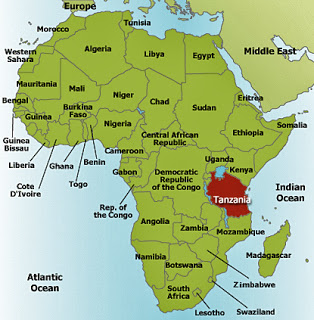 Europe
Tunisia
Morocco
Middle East
Algeria
Libya
Egypt
Western
Sahara
Mauritania
Mali
Niger
Chad
Sudan
Eritrea
Bengal
Guinea
Burkina
Faso
Nigeria
Somalia
Ethiopia
Guinea
Bissau
Central African
Republic
Liberia
Ghana
Benin
Cameroon
Cote
D'Ivoire
Togo
Gabon
Democratic
Republic
of the Congo
Uganda
Kenya
Rep. of
the Congo
Tanzania
Indian
Ocean
Angolia
Zambia
Mozambique
Madagascar
Atlantic
Ocean
Namibia
Botswana
Zimbabwe
South
Africa
Lesotho
Swaziland